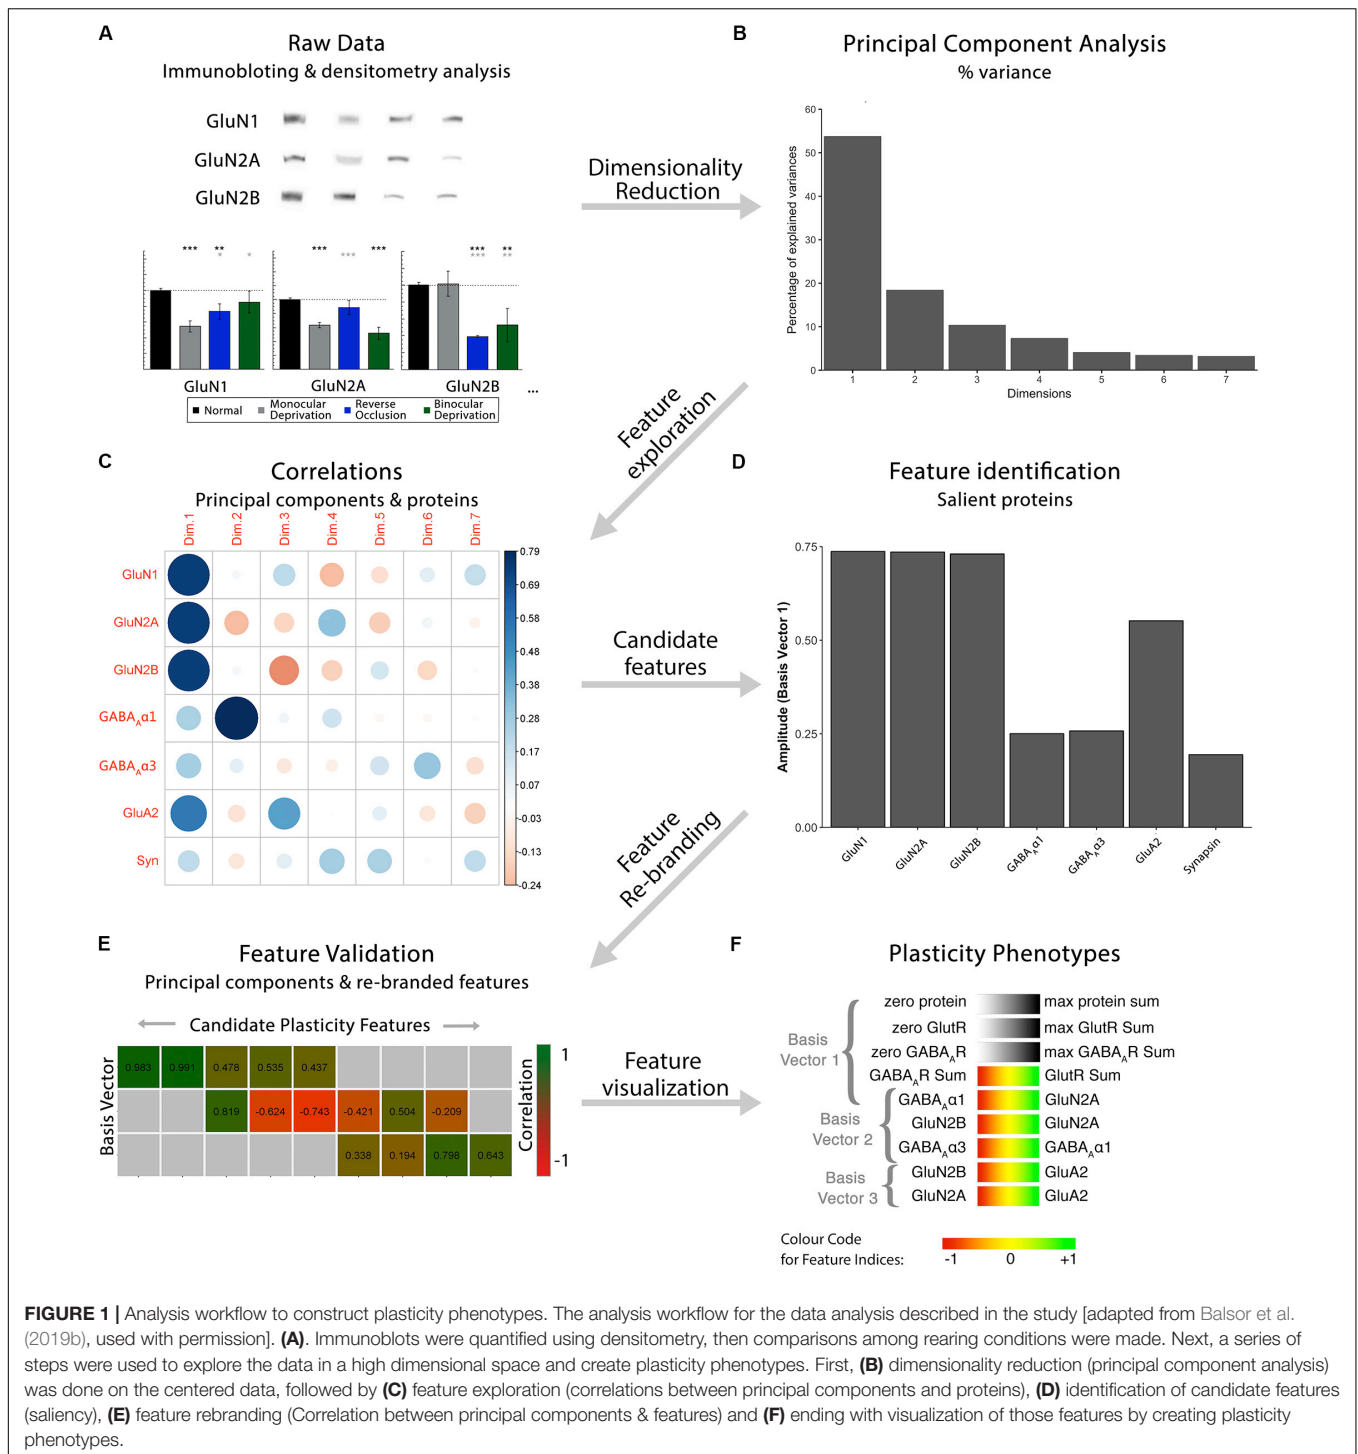 A
Raw Data
Immunobloting & densitometry analysis
GluN1
GluN2A
GluN2B
*** ** * *
*** *** ***
*** *** ** **
GluN1 GluN2A GluN2B ...
Normal Monocular Deprivation Reverse Occlusion Binocular Deprivation
Dimensionality
Reduction
B
Principal Component Analysis
% variance
Percentage of explained variances
60
50
40
30
20
10
0
1 2 3 4 5 6 7
Dimensions
Feature
exploration
C
Correlations
Principal components & proteins
Dim.1 Dim.2 Dim.3 Dim.4 Dim.5 Dim.6 Dim.7
GluN1
GluN2A
GluN2B
GABAAα1
GABAAα3
GluA2
Syn
0.79
0.69
0.58
0.48
0.38
0.28
0.17
0.07
-0.03
-0.13
-0.24
Candidate
features
D
Feature identification
Salient proteins
Amplitude (Basis Vector 1)
0.75
0.50
0.25
0.00
GluN1 GluN2A GluN2B GABAAα1 GABAAα3 GluA2 Synapsin
Feature
Re-branding
E
Feature Validation
Principal components & re-branded features
Candidate Plasticity Features
Basis Vector
0.983 0.991 0.478 0.535 0.437
0.819 -0.624 -0.743 -0.421 0.504 -0.209
0.338 0.194 0.798 0.643
Correlation
1
-1
Feature
visualization
F
Plasticity Phenotypes
Basis
Vector 1
Basis
Vector 2
Basis
Vector 3
zero protein max protein sum
zero GlutR max GlutR Sum
zero GABAAR max GABAAR Sum
GABAAR Sum GlutR Sum
GABAAα1 GluN2A
GluN2B GluN2A
GABAAα3 GABAAα1
GluN2B GluA2
GluN2A GluA2
Colour Code
for Feature Indices:
-1 0 +1
FIGURE 1 | Analysis workflow to construct plasticity phenotypes. The analysis workflow for the data analysis described in the study [adapted from Balsor et al.
(2019b), used with permission]. (A). Immunoblots were quantified using densitometry, then comparisons among rearing conditions were made. Next, a series of
steps were used to explore the data in a high dimensional space and create plasticity phenotypes. First, (B) dimensionality reduction (principal component analysis)
was done on the centered data, followed by (C) feature exploration (correlations between principal components and proteins), (D) identification of candidate features
(saliency), (E) feature rebranding (Correlation between principal components & features) and (F) ending with visualization of those features by creating plasticity
phenotypes.